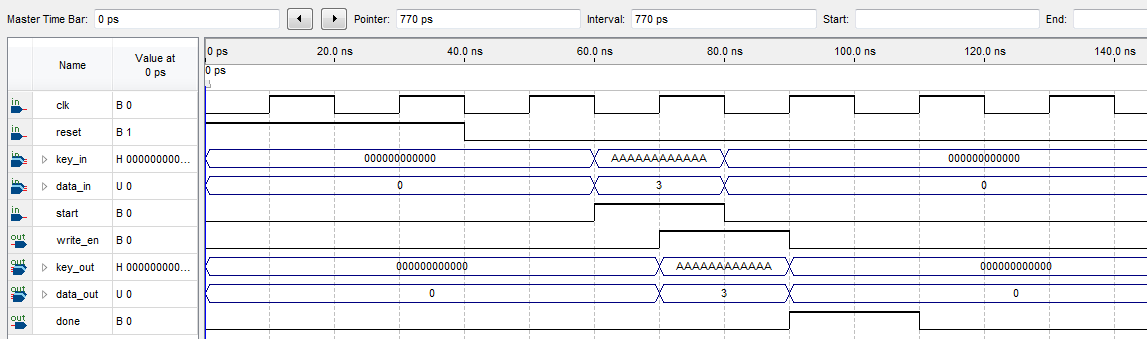 Master Time Bar: 0 ps Pointer: 770 ps Interval: 770 ps Start: End:
Name Value at 0 ps
0 ps 20.0 ns 40.0 ns 60.0 ns 80.0 ns 100.0 ns 120.0 ns 140.0 ns
0 ps
in clk B 0
in reset B 1
in key_in H 000000000... 000000000000 AAAAAAAAAAAA 000000000000
in data_in U 0 0 3 0
in start B 0
out write_en B 0
out key_out H 000000000... 000000000000 AAAAAAAAAAAA 000000000000
out data_out U 0 0 3 0
out done B 0